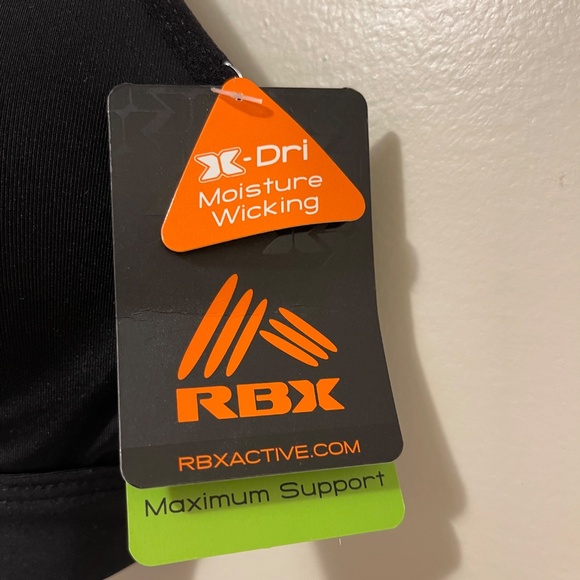 X-Dri
Moisture
Wicking
RBX
RBXACTIVE.COM
Maximum Support